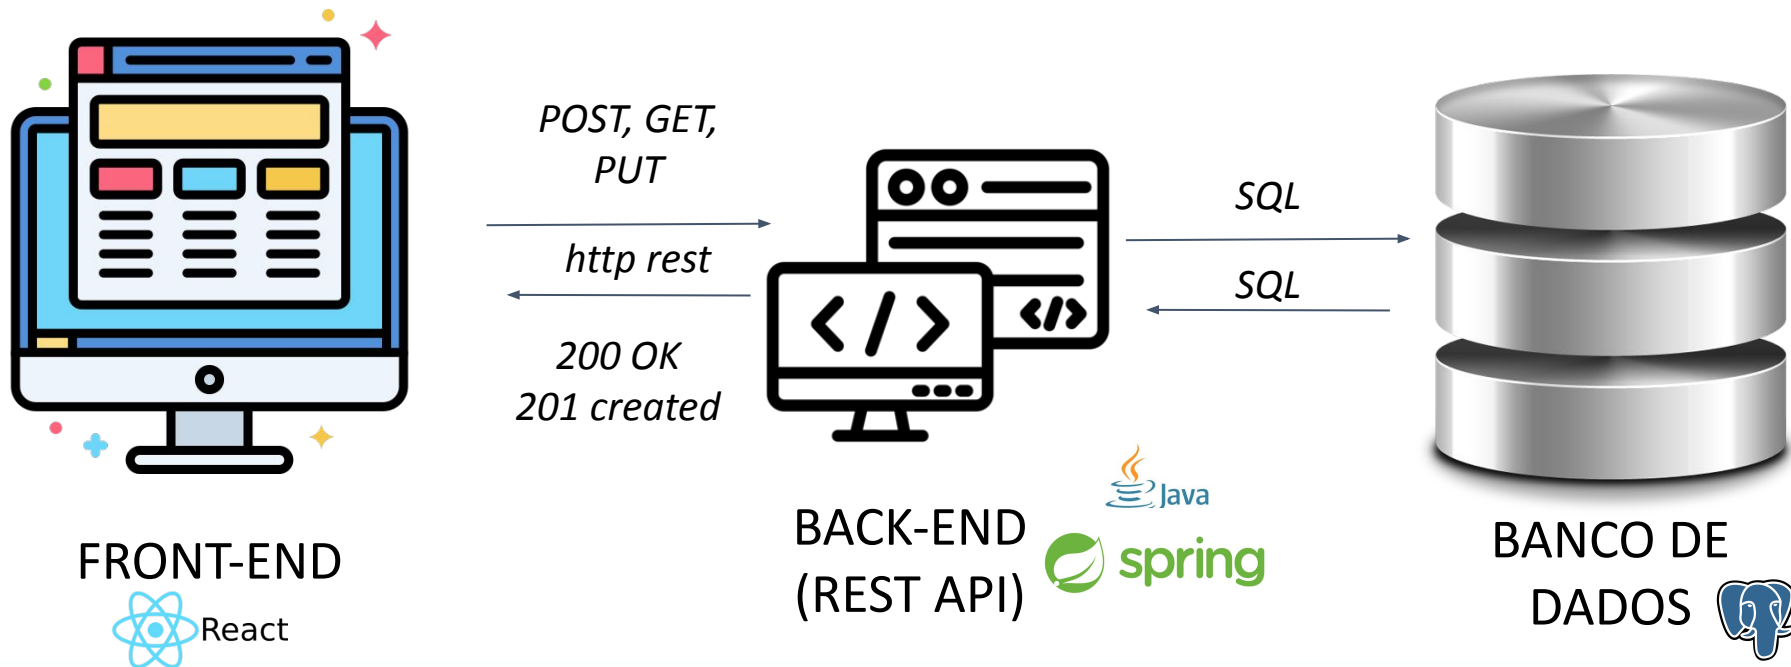 POST, GET,
PUT
http rest
200 OK
201 created
SQL
SQL
FRONT-END
React
BACK-END
(REST API)
Java
spring
BANCO DE
DADOS